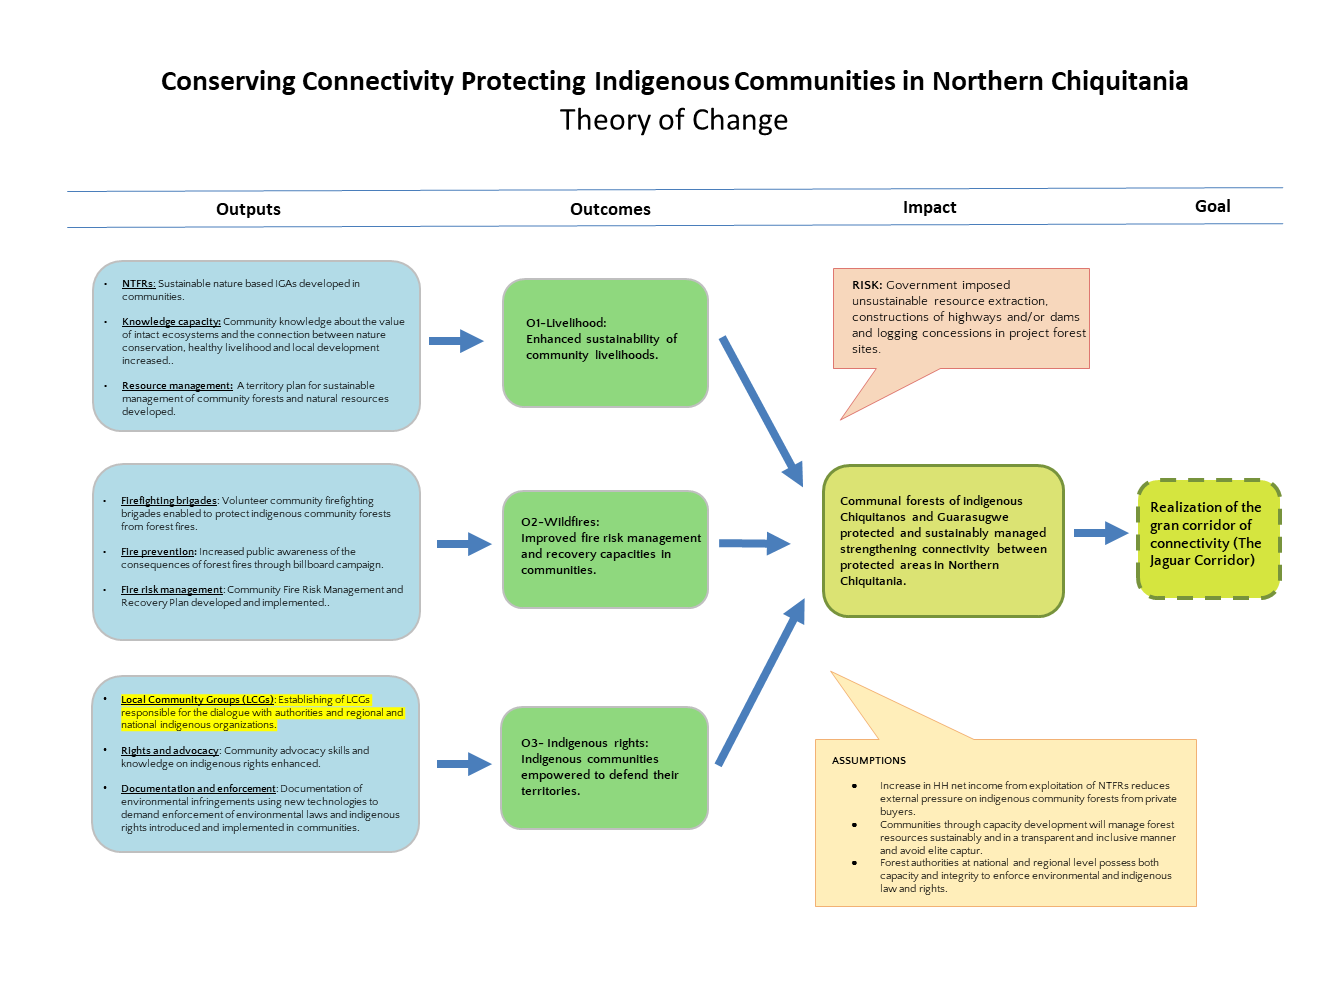 Conserving Connectivity Protecting Indigenous Communities in Northern Chiquitania
Theory of Change
Outputs
Outcomes
Impact
Goal
• NTFRs: Sustainable nature based IGAs developed in
communities.
• Knowledge capacity: Community knowledge about the value
of intact ecosystems and the connection between nature
conservation, healthy livelihood and local development
increased..
• Resource management: A territory plan for sustainable
management of community forests and natural resources
developed.
O1-Livelihood:
Enhanced sustainability of
community livelihoods.
RISK: Government imposed
unsustainable resource extraction,
constructions of highways and/or dams
and logging concessions in project forest
sites.
• Firefighting brigades: Volunteer community firefighting
brigades enabled to protect indigenous community forests
from forest fires.
• Fire prevention: Increased public awareness of the
consequences of forest fires through billboard campaign.
• Fire risk management: Community Fire Risk Management and
Recovery Plan developed and implemented..
O2-Wildfires:
Improved fire risk management
and recovery capacities in
communities.
Communal forests of Indigenous
Chiquitanos and Guarasugwe
protected and sustainably managed
strengthening connectivity between
protected areas in Northern
Chiquitania.
Realization of the
gran corridor of
connectivity (The
Jaguar Corridor)
• Local Community Groups (LCGs): Establishing of LCGs
responsible for the dialogue with authorities and regional and
national indigenous organizations.
• Rights and advocacy: Community advocacy skills and
knowledge on indigenous rights enhanced.
• Documentation and enforcement: Documentation of
environmental infringements using new technologies to
demand enforcement of environmental laws and indigenous
rights introduced and implemented in communities.
O3- Indigenous rights:
Indigenous communities
empowered to defend their
territories.
ASSUMPTIONS
● Increase in HH net income from exploitation of NTFRs reduces
external pressure on indigenous community forests from private
buyers.
● Communities through capacity development will manage forest
resources sustainably and in a transparent and inclusive manner
and avoid elite captur.
● Forest authorities at national and regional level possess both
capacity and integrity to enforce environmental and indigenous
law and rights.